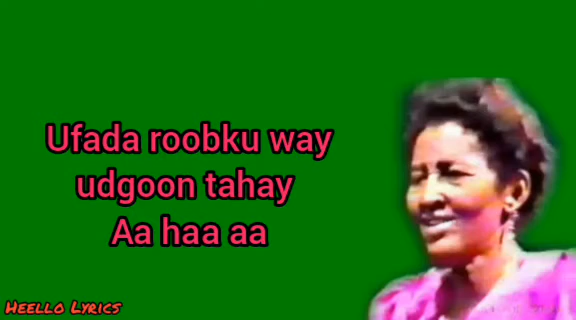 Ufada roobku way
udgoon tahay
Aa haa aa
Heello Lyrics